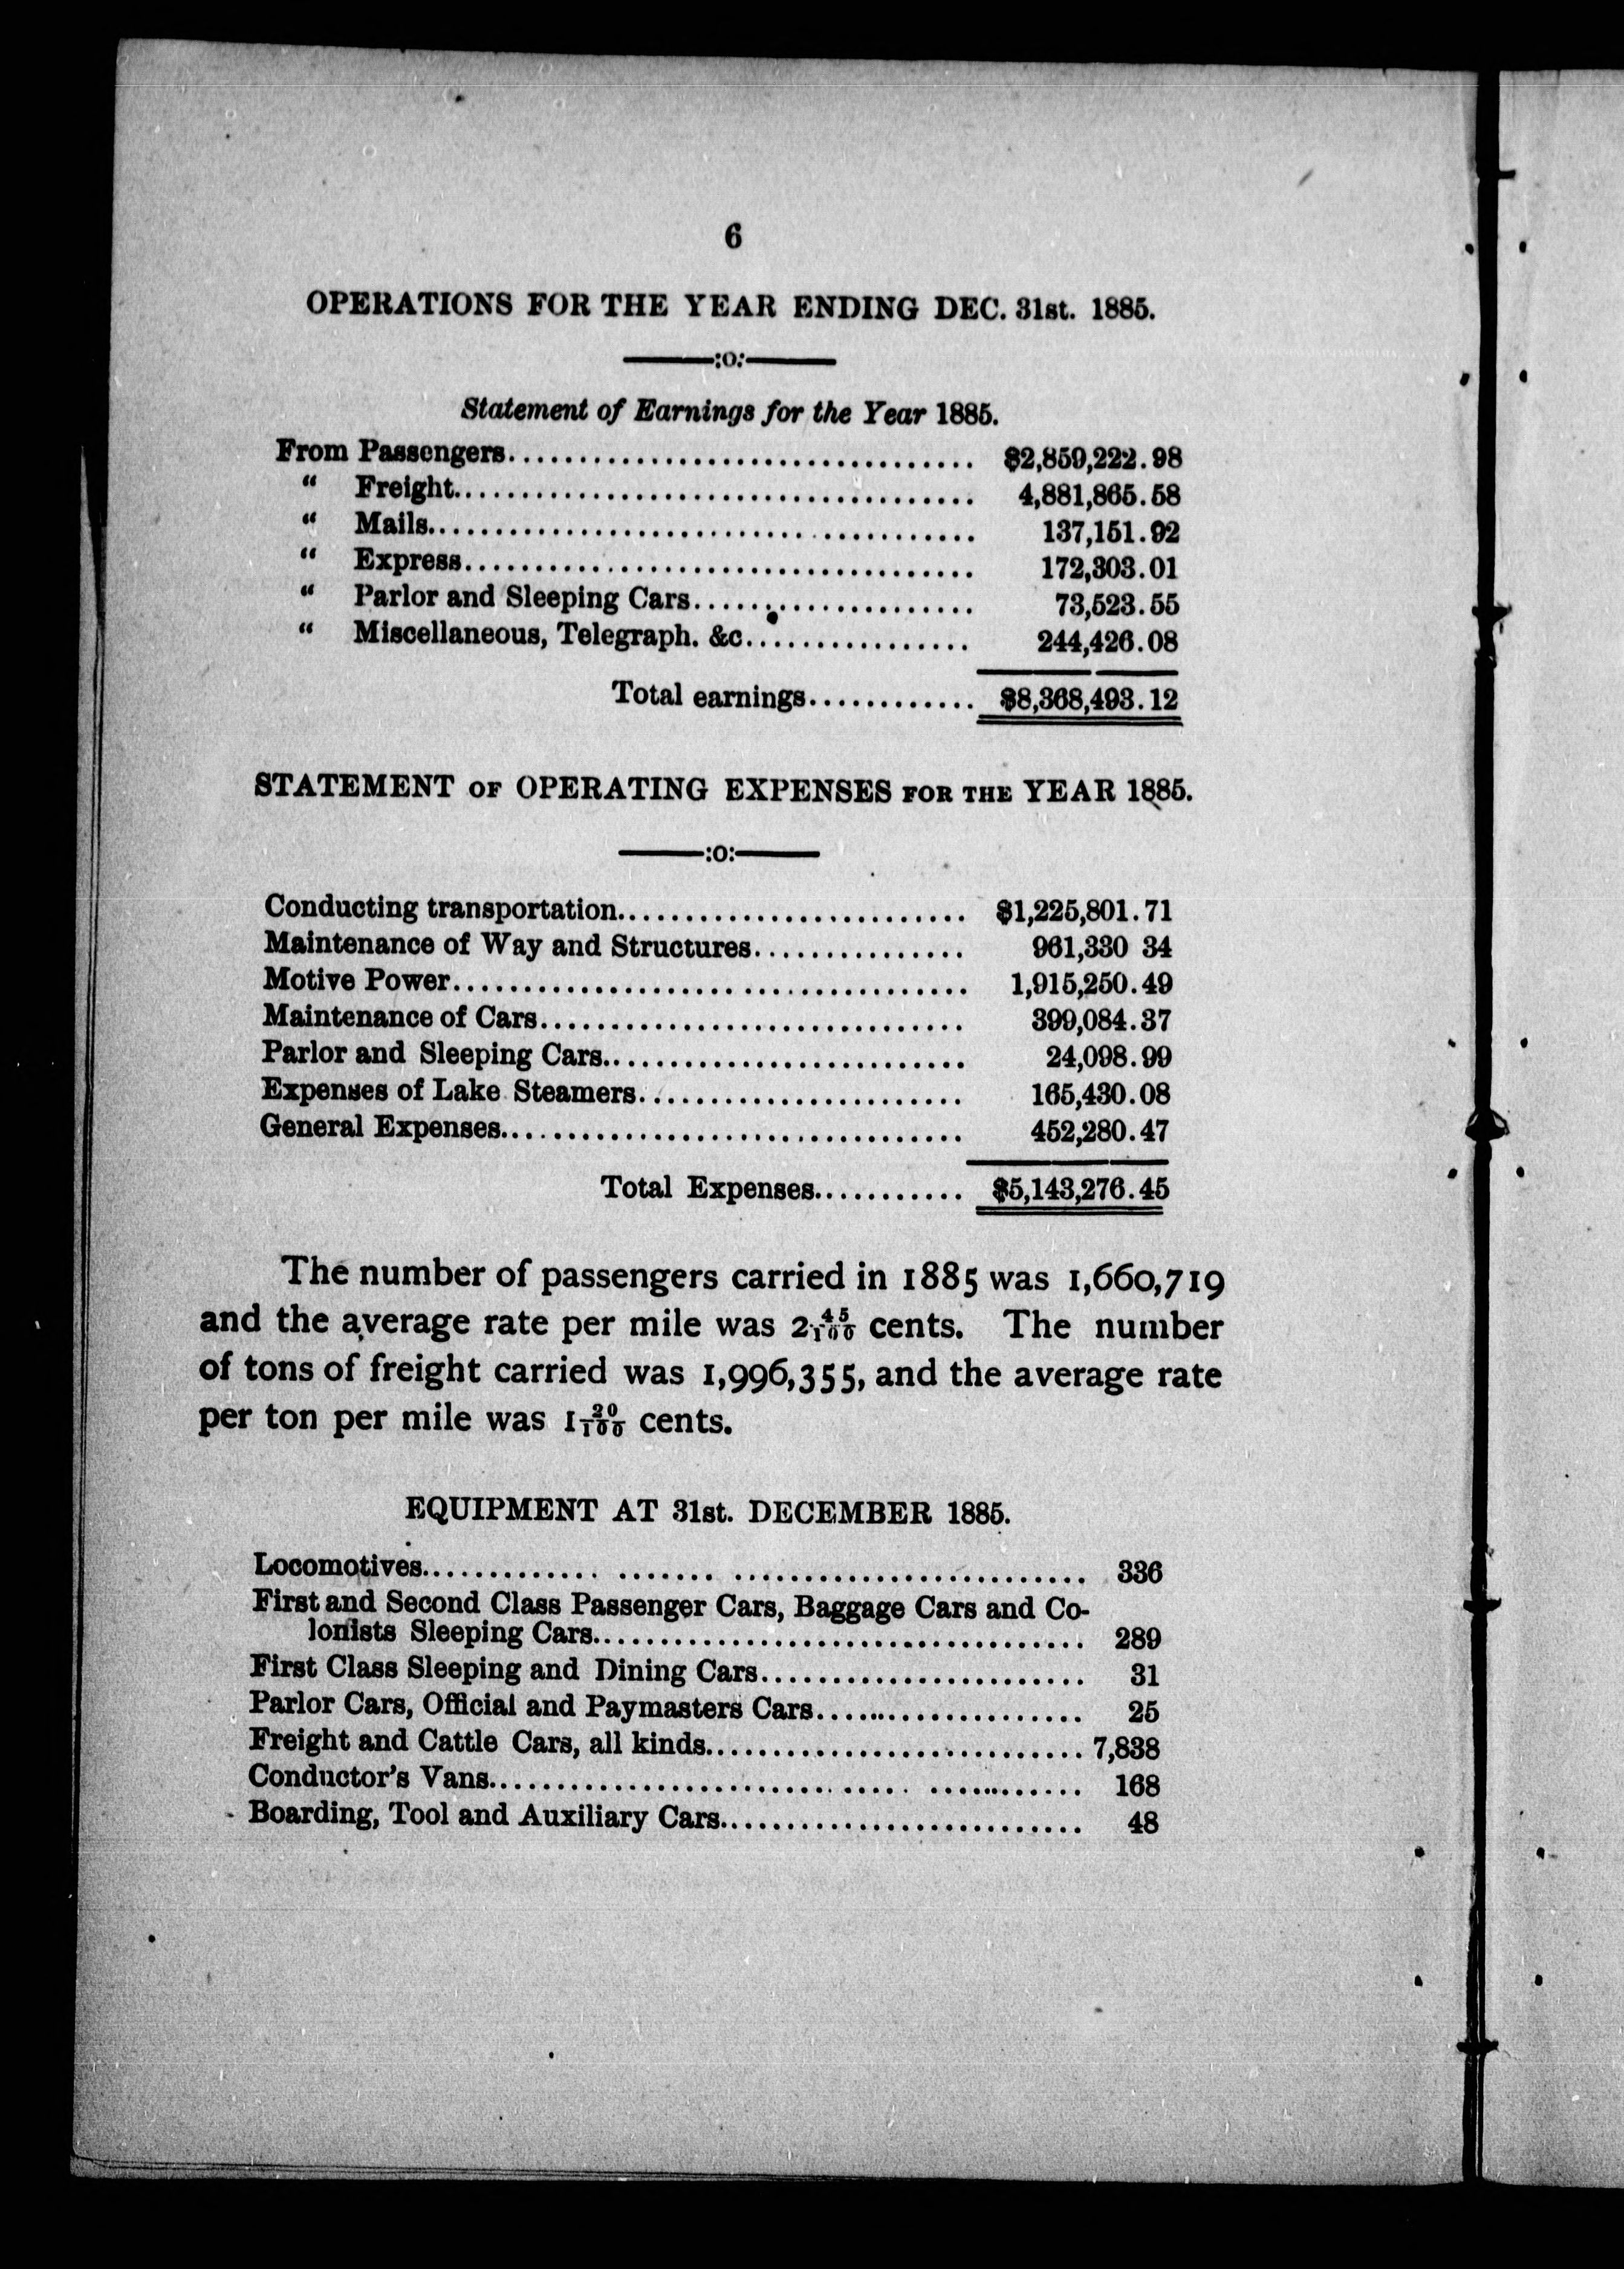 6
OPERATIONS FOR THE YEAR ENDING DEC. 31st. 1885.
:o:
Statement of Earnings for the Year 1885.
From Passengers.................................. $2,859,222.98
“ Freight...................................... 4,881,865.58
“ Mails........................................ 137,151.92
“ Express..................................... 172,303.01
“ Parlor and Sleeping Cars..................... 73,523.55
“ Miscellaneous, Telegraph. &c................. 244,426.08
Total earnings............ $8,368,493.12
STATEMENT OF OPERATING EXPENSES FOR THE YEAR 1885.
:o:
Conducting transportation......................... $1,225,801.71
Maintenance of Way and Structures............... 961,330 34
Motive Power..................................... 1,915,250.49
Maintenance of Cars.............................. 399,084.37
Parlor and Sleeping Cars.......................... 24,098.99
Expenses of Lake Steamers....................... 165,430.08
General Expenses................................. 452,280.47
Total Expenses........... $5,143,276.45
The number of passengers carried in 1885 was 1,660,719
and the average rate per mile was 2 45/100 cents. The number
of tons of freight carried was 1,996,355, and the average rate
per ton per mile was 1 20/100 cents.
EQUIPMENT AT 31st. DECEMBER 1885.
Locomotives.............. ....... ......................... 336
First and Second Class Passenger Cars, Baggage Cars and Co-
lonists Sleeping Cars................................... 289
First Class Sleeping and Dining Cars....................... 31
Parlor Cars, Official and Paymasters Cars................... 25
Freight and Cattle Cars, all kinds........................... 7,838
Conductor's Vans............................... ........... 168
Boarding, Tool and Auxiliary Cars.......................... 48